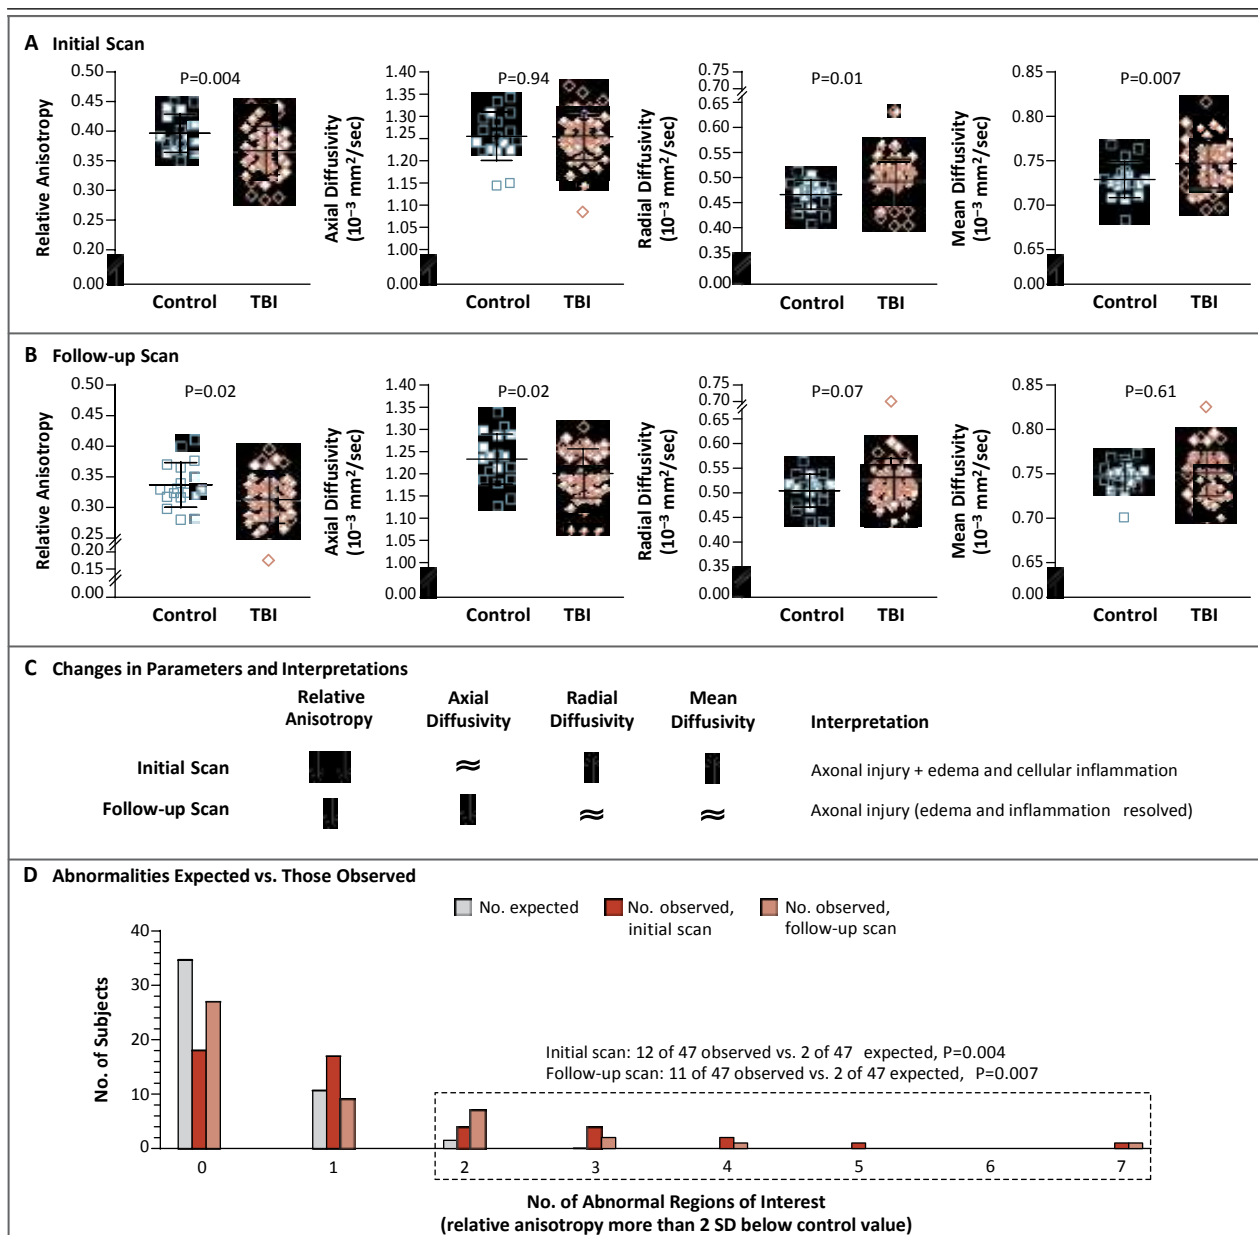 A Initial Scan
P=0.004
P=0.94
P=0.01
P=0.007
Relative Anisotropy
0.50
0.45
0.40
0.35
0.30
0.20
0.00
Control TBI
Axial Diffusivity
(10⁻³ mm²/sec)
1.40
1.35
1.30
1.25
1.20
1.15
1.10
1.00
0.00
Control TBI
Radial Diffusivity
(10⁻³ mm²/sec)
0.75
0.70
0.65
0.60
0.55
0.50
0.45
0.40
0.35
0.00
Control TBI
Mean Diffusivity
(10⁻³ mm²/sec)
0.85
0.80
0.75
0.70
0.65
0.00
Control TBI
B Follow-up Scan
P=0.02
P=0.02
P=0.07
P=0.61
Relative Anisotropy
0.50
0.40
0.35
0.30
0.25
0.20
0.15
0.00
Control TBI
Axial Diffusivity
(10⁻³ mm²/sec)
1.40
1.35
1.30
1.25
1.20
1.15
1.10
1.00
0.00
Control TBI
Radial Diffusivity
(10⁻³ mm²/sec)
0.75
0.70
0.65
0.60
0.55
0.50
0.45
0.40
0.35
0.00
Control TBI
Mean Diffusivity
(10⁻³ mm²/sec)
0.85
0.80
0.75
0.70
0.65
0.00
Control TBI
C Changes in Parameters and Interpretations
Relative Anisotropy
Axial Diffusivity
Radial Diffusivity
Mean Diffusivity
Interpretation
Initial Scan ≈ Axonal injury + edema and cellular inflammation
Follow-up Scan ≈ ≈ Axonal injury (edema and inflammation resolved)
D Abnormalities Expected vs. Those Observed
No. expected
No. observed, initial scan
No. observed, follow-up scan
No. of Subjects
40
30
20
10
0
Initial scan: 12 of 47 observed vs. 2 of 47 expected, P=0.004
Follow-up scan: 11 of 47 observed vs. 2 of 47 expected, P=0.007
0 1 2 3 4 5 6 7
No. of Abnormal Regions of Interest
(relative anisotropy more than 2 SD below control value)